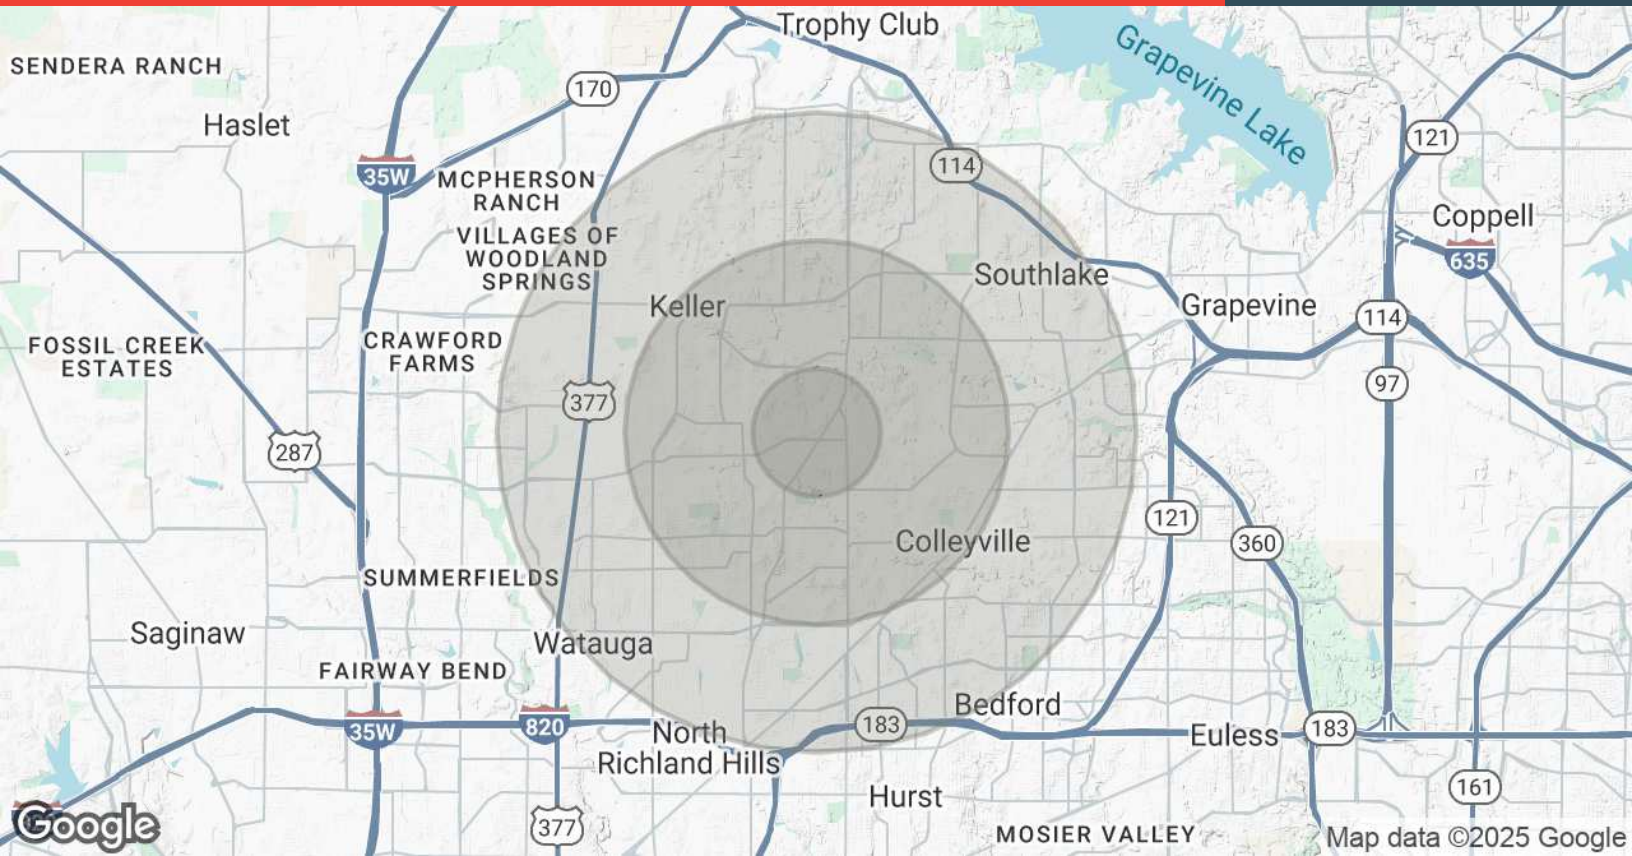 Trophy Club
SENDERA RANCH
Grapevine Lake
170
Haslet
121
114
35W
MCPHERSON
RANCH
Coppell
VILLAGES OF
WOODLAND
SPRINGS
635
Southlake
Keller
Grapevine
114
FOSSIL CREEK
ESTATES
CRAWFORD
FARMS
97
377
287
121
360
Colleyville
SUMMERFIELDS
Saginaw
Watauga
FAIRWAY BEND
Bedford
35W
820
North
Richland Hills
183
Euless
183
161
Hurst
Google
377
MOSIER VALLEY
Map data ©2025 Google